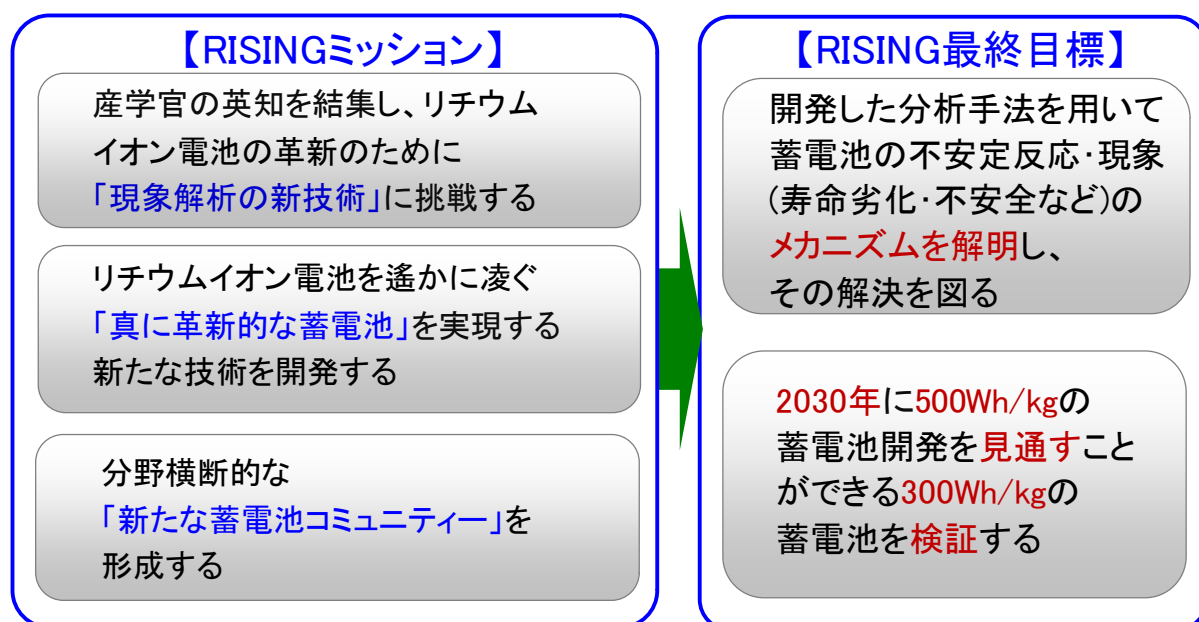 【RISINGミッション】
産学官の英知を結集し、リチウム
イオン電池の革新のために
「現象解析の新技術」に挑戦する
リチウムイオン電池を遙かに凌ぐ
「真に革新的な蓄電池」を実現する
新たな技術を開発する
分野横断的な
「新たな蓄電池コミュニティー」を
形成する
【RISING最終目標】
開発した分析手法を用いて
蓄電池の不安定反応・現象
(寿命劣化・不安全など)の
メカニズムを解明し、
その解決を図る
2030年に500Wh/kgの
蓄電池開発を見通すこと
ができる300Wh/kgの
蓄電池を検証する